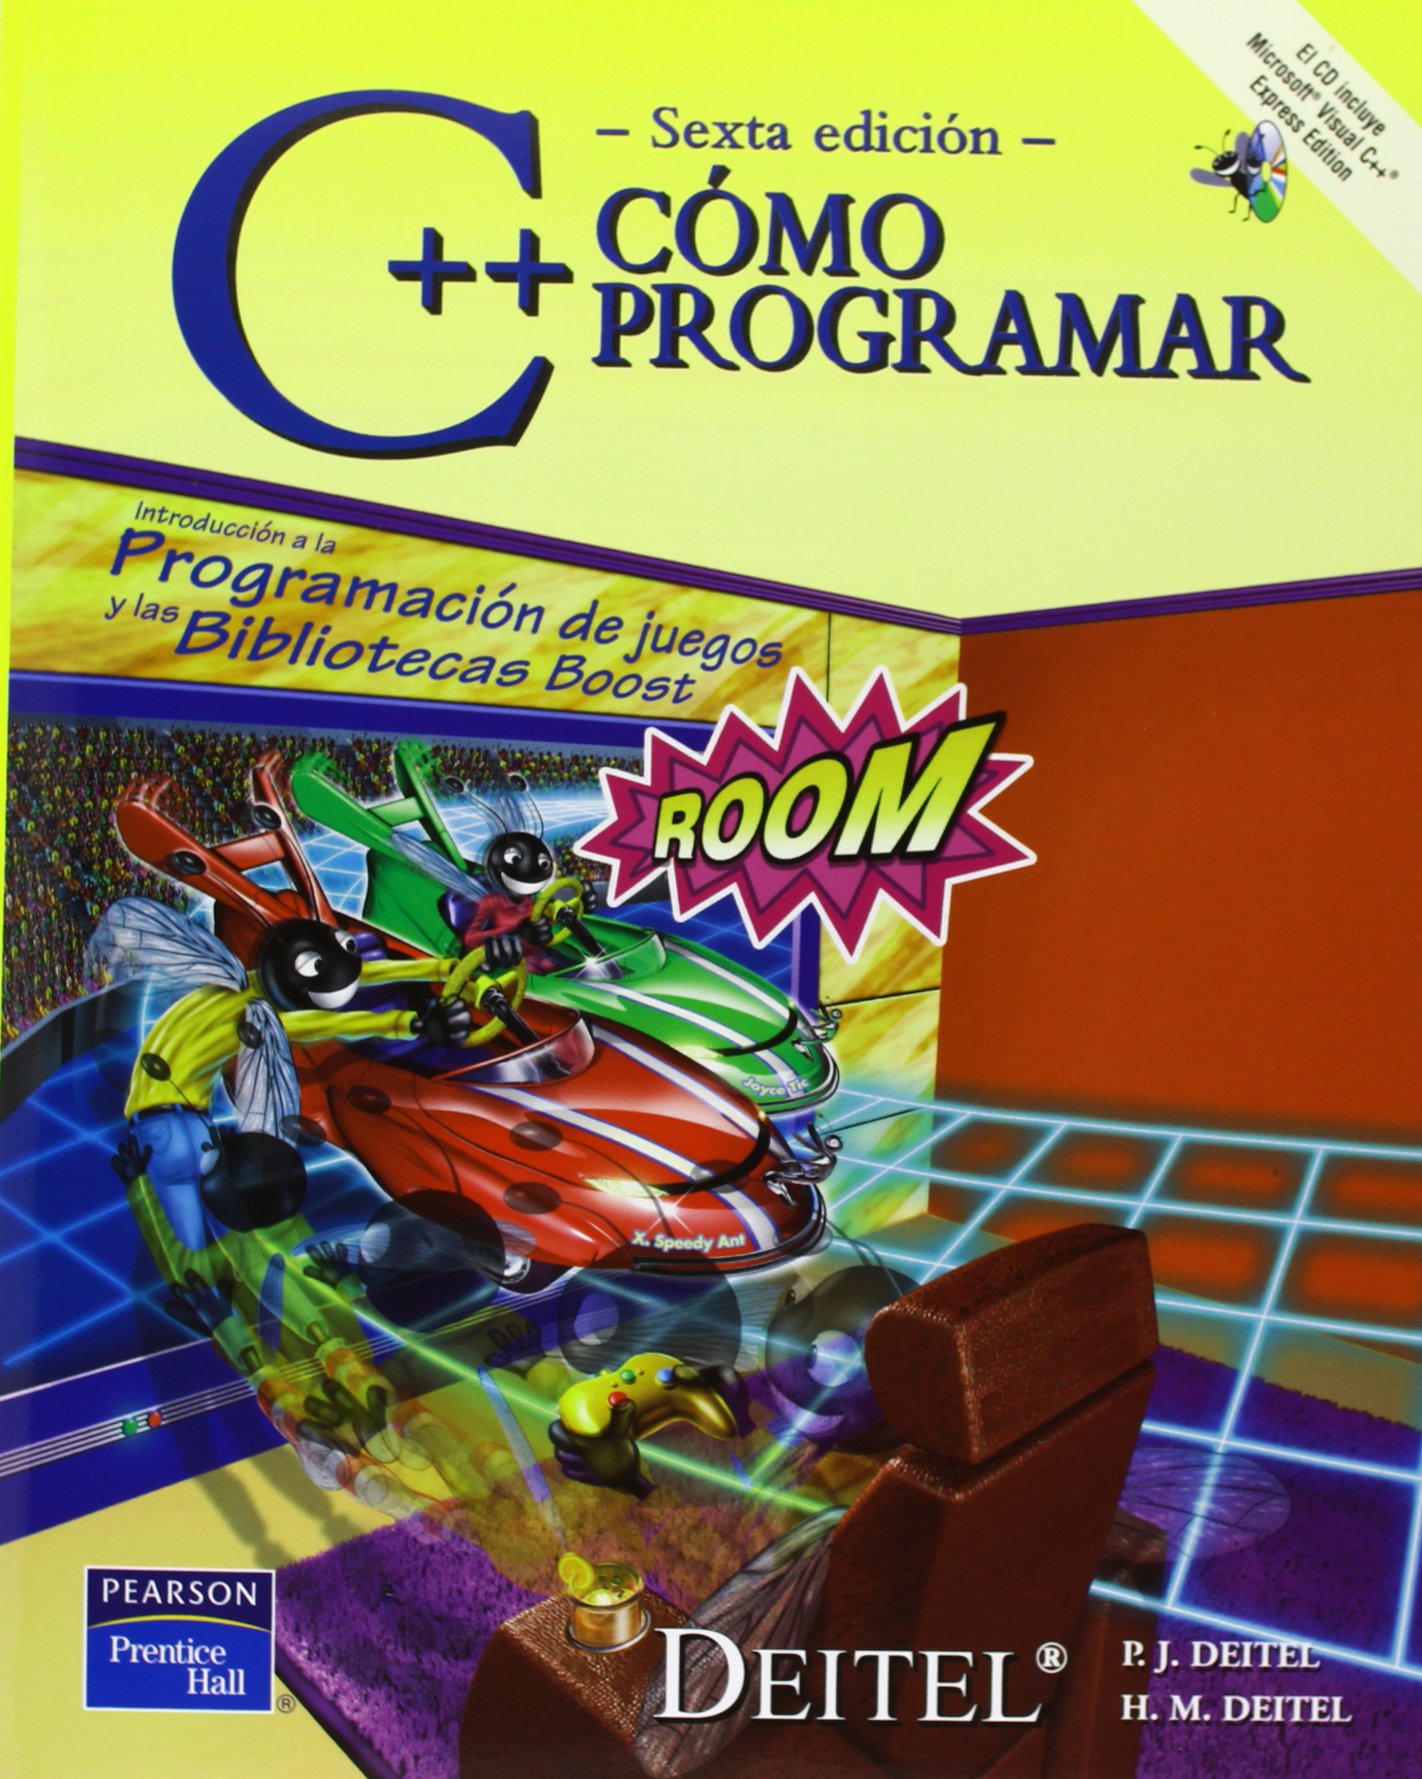 El CD incluye
Microsoft® Visual C++®
Express Edition
– Sexta edición –
C++ CÓMO
PROGRAMAR
Introducción a la
Programación de juegos
y las Bibliotecas Boost
ROOM
Joyce Tic
X. Speedy Ant
PEARSON
Prentice
Hall
®
DEITEL®
P. J. DEITEL
H. M. DEITEL